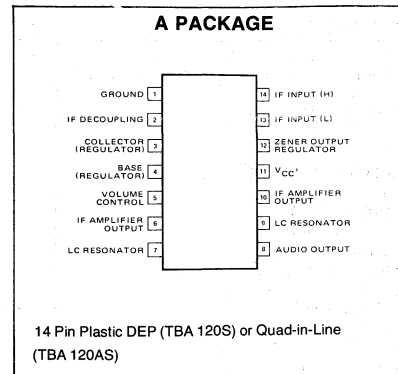 A PACKAGE
GROUND 1
IF DECOUPLING 2
COLLECTOR
(REGULATOR) 3
BASE
(REGULATOR) 4
VOLUME
CONTROL 5
IF AMPLIFIER
OUTPUT 6
LC RESONATOR 7
14 IF INPUT (H)
13 IF INPUT (L)
12 ZENER OUTPUT
REGULATOR
11 VCC'
10 IF AMPLIFIER
OUTPUT
9 LC RESONATOR
8 AUDIO OUTPUT
14 Pin Plastic DEP (TBA 120S) or Quad-in-Line
(TBA 120AS)